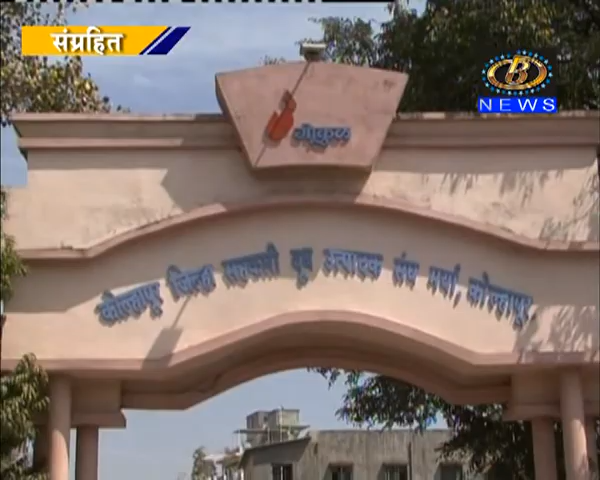 संग्रहित
B
NEWS
गोकुळ
कोल्हापूर जिल्हा सहकारी दूध उत्पादक संघ मर्या, कोल्हापूर.